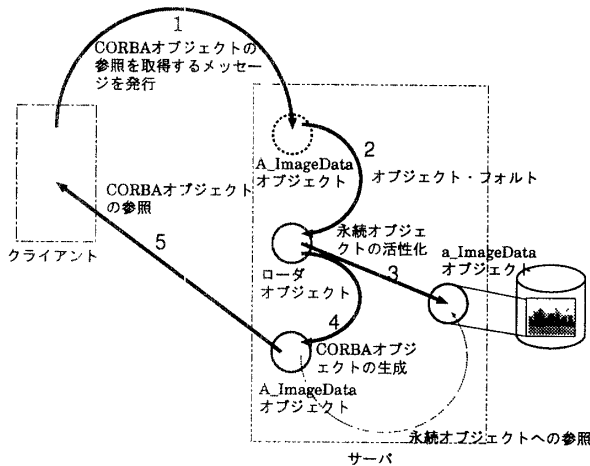 1
CORBAオブジェクトの
参照を取得するメッセー
ジを発行
2
A_ImageData
オブジェクト
オブジェクト・フォルト
CORBAオブジェクト
の参照
5
クライアント
永続オブジェ
クトの活性化
3
ローダ
オブジェクト
a_ImageData
オブジェクト
4
CORBAオブジ
ェクトの生成
A_ImageData
オブジェクト
永続オブジェクトへの参照
サーバ